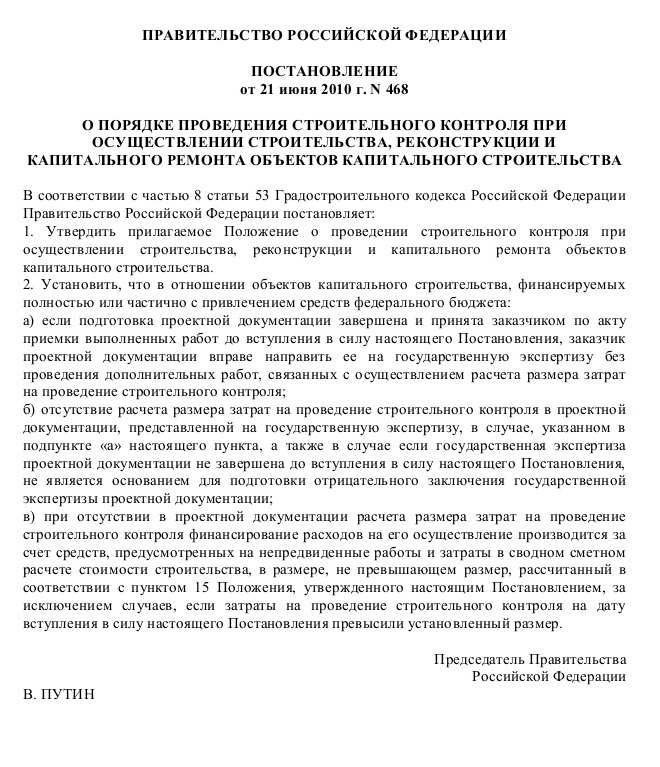 ПРАВИТЕЛЬСТВО РОССИЙСКОЙ ФЕДЕРАЦИИ
ПОСТАНОВЛЕНИЕ
от 21 июня 2010 г. N 468
О ПОРЯДКЕ ПРОВЕДЕНИЯ СТРОИТЕЛЬНОГО КОНТРОЛЯ ПРИ
ОСУЩЕСТВЛЕНИИ СТРОИТЕЛЬСТВА, РЕКОНСТРУКЦИИ И
КАПИТАЛЬНОГО РЕМОНТА ОБЪЕКТОВ КАПИТАЛЬНОГО СТРОИТЕЛЬСТВА
В соответствии с частью 8 статьи 53 Градостроительного кодекса Российской Федерации
Правительство Российской Федерации постановляет:
1. Утвердить прилагаемое Положение о проведении строительного контроля при
осуществлении строительства, реконструкции и капитального ремонта объектов
капитального строительства.
2. Установить, что в отношении объектов капитального строительства, финансируемых
полностью или частично с привлечением средств федерального бюджета:
а) если подготовка проектной документации завершена и принята заказчиком по акту
приемки выполненных работ до вступления в силу настоящего Постановления, заказчик
проектной документации вправе направить ее на государственную экспертизу без
проведения дополнительных работ, связанных с осуществлением расчета размера затрат
на проведение строительного контроля;
б) отсутствие расчета размера затрат на проведение строительного контроля в проектной
документации, представленной на государственную экспертизу, в случае, указанном в
подпункте «а» настоящего пункта, а также в случае если государственная экспертиза
проектной документации не завершена до вступления в силу настоящего Постановления,
не является основанием для подготовки отрицательного заключения государственной
экспертизы проектной документации;
в) при отсутствии в проектной документации расчета размера затрат на проведение
строительного контроля финансирование расходов на его осуществление производится за
счет средств, предусмотренных на непредвиденные работы и затраты в сводном сметном
расчете стоимости строительства, в размере, не превышающем размер, рассчитанный в
соответствии с пунктом 15 Положения, утвержденного настоящим Постановлением, за
исключением случаев, если затраты на проведение строительного контроля на дату
вступления в силу настоящего Постановления превысили установленный размер.
Председатель Правительства
Российской Федерации
В. ПУТИН